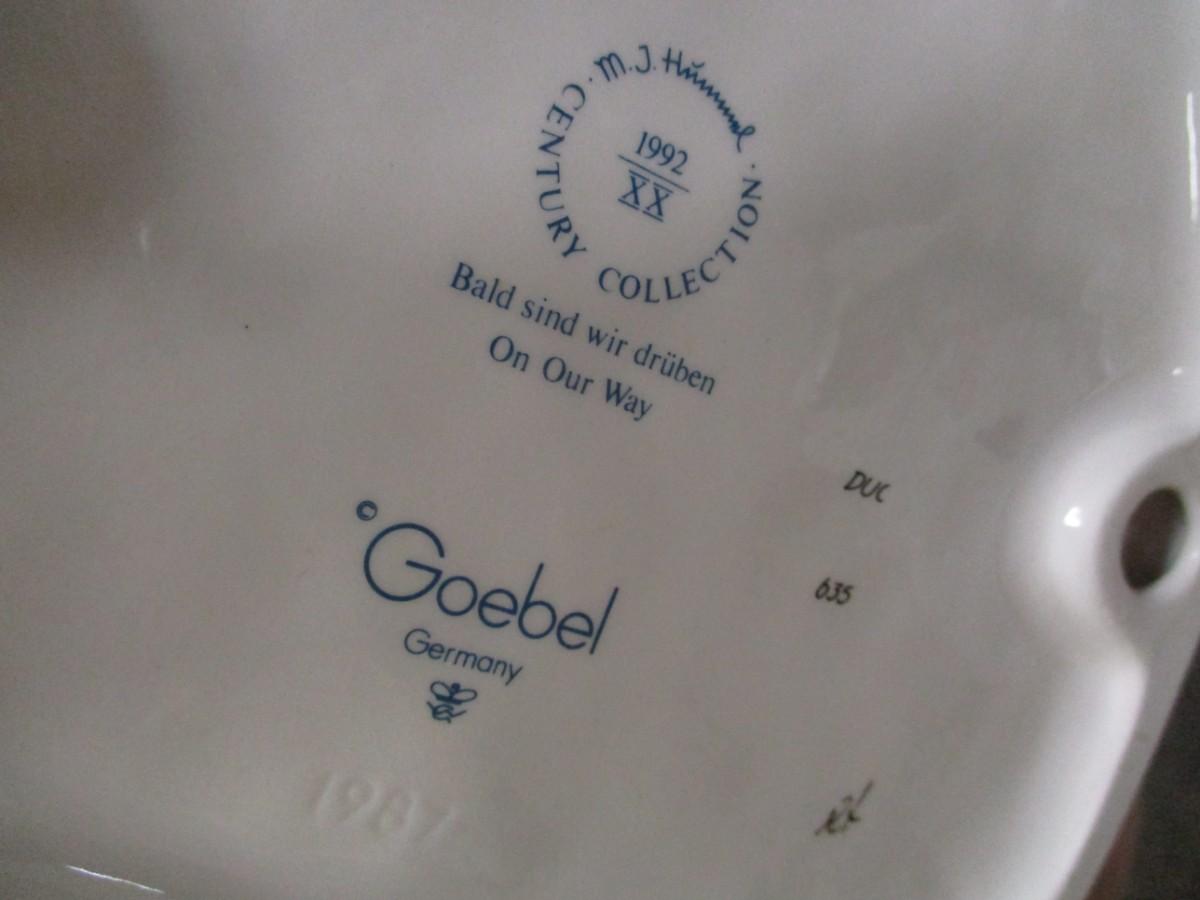 · M.J. Hummel · CENTURY COLLECTION
1992
XX
Bald sind wir drüben
On Our Way
© Goebel
Germany
DUC
635
1987